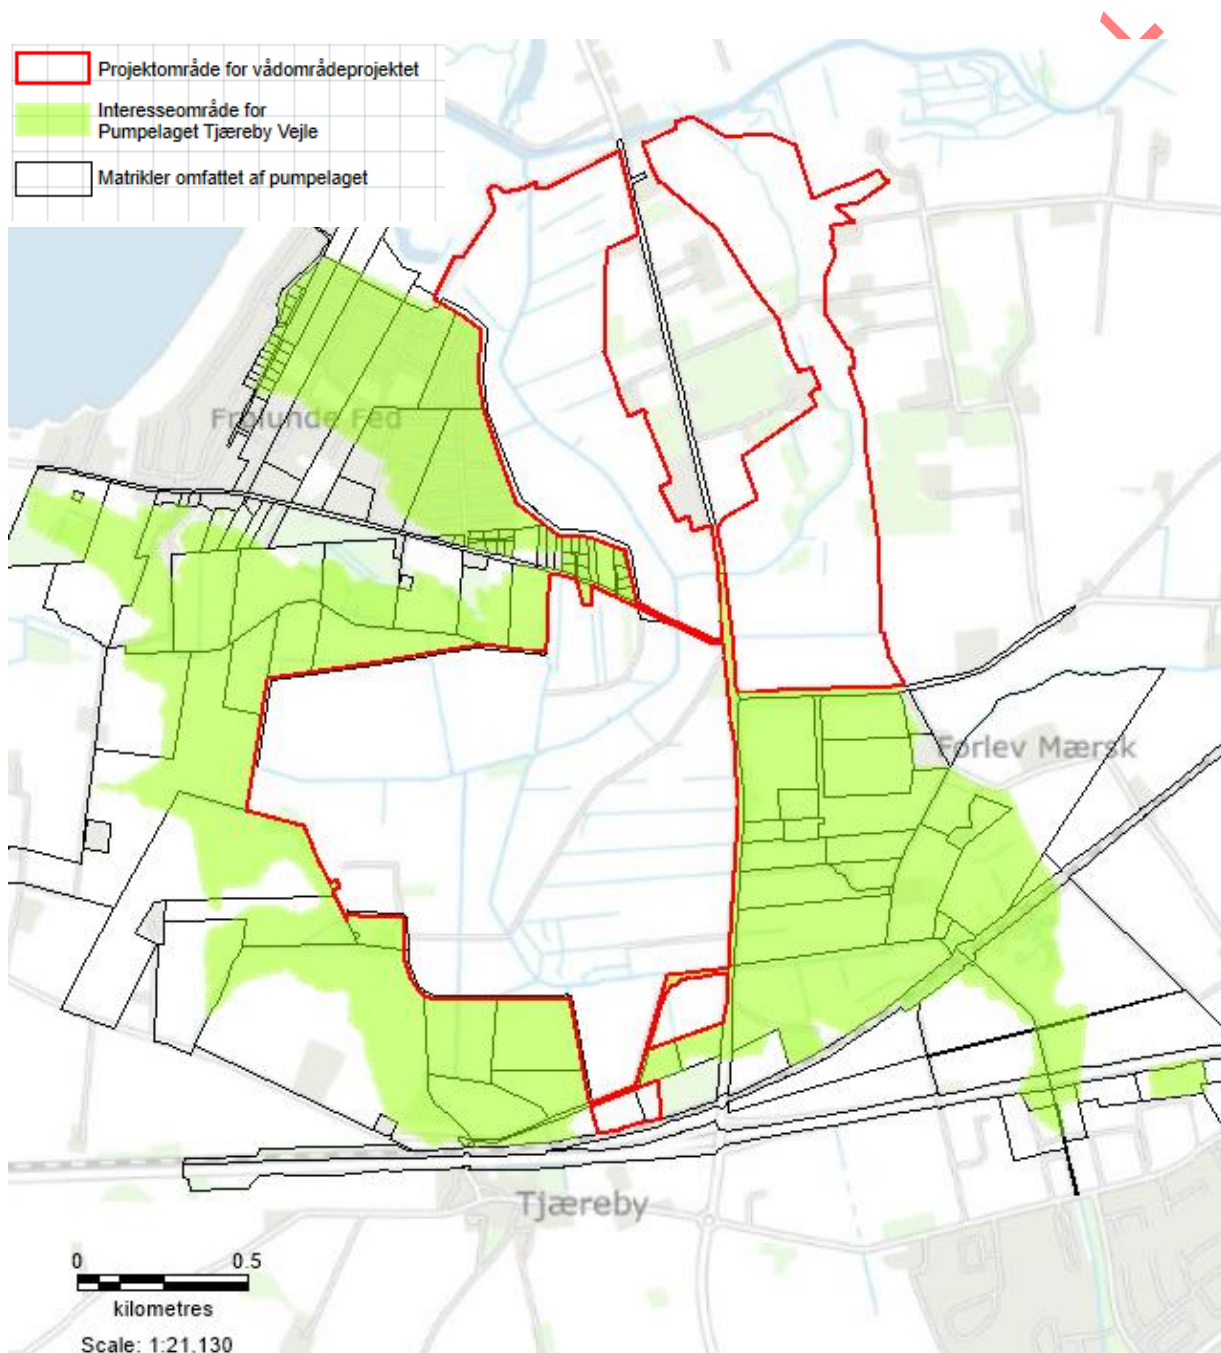 Projektområde for vådområdeprojektet
Interesseområde for
Pumpelaget Tjæreby Vejle
Matrikler omfattet af pumpelaget
Frølunde Fed
Forlev Mærsk
Tjæreby
0 0.5
kilometres
Scale: 1:21.130